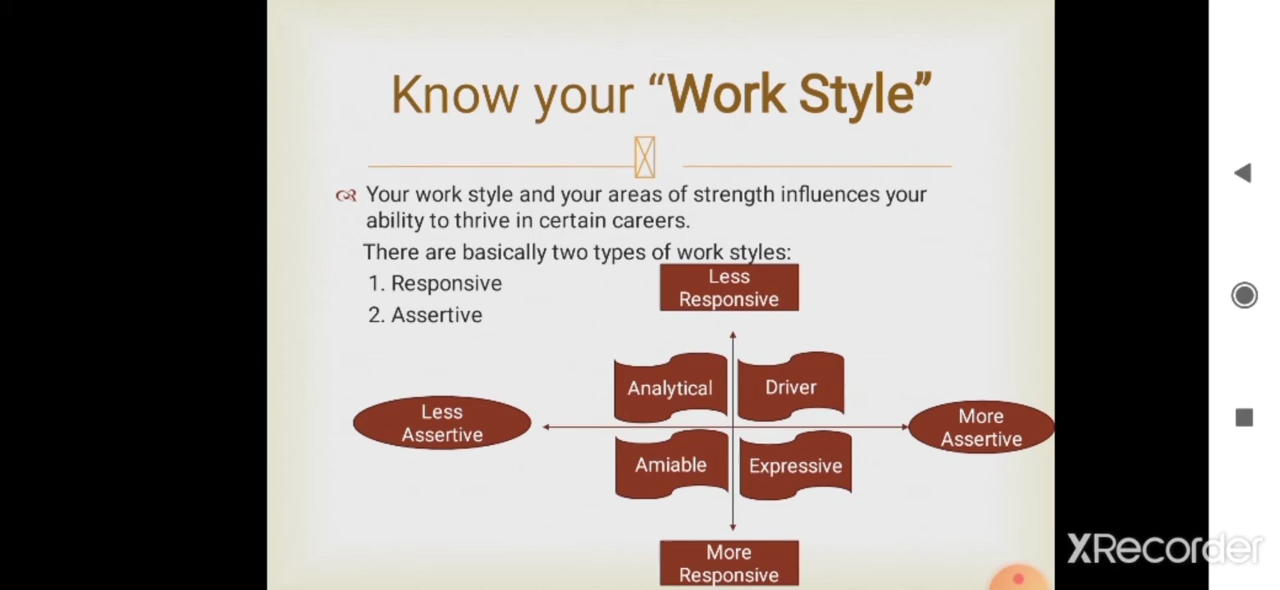 Know your “Work Style”
Your work style and your areas of strength influences your
ability to thrive in certain careers.
There are basically two types of work styles:
1. Responsive
2. Assertive
Less
Responsive
Analytical
Driver
Less
Assertive
More
Assertive
Amiable
Expressive
More
Responsive
XRecorder